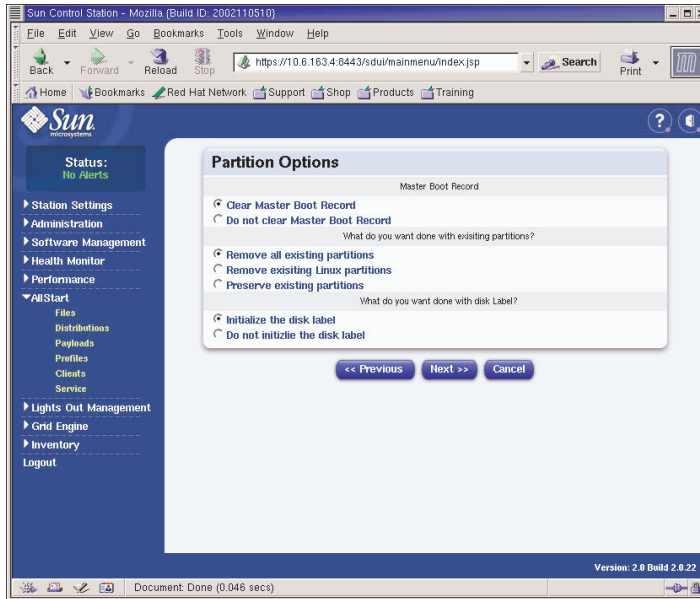 Sun Control Station - Mozilla {Build ID: 2002110510}
File Edit View Go Bookmarks Tools Window Help
Back Forward Reload Stop https://10.6.163.4:6443/sdui/mainmenu/index.jsp Search Print
Home Bookmarks Red Hat Network Support Shop Products Training
Sun
microsystems
?
Status:
No Alerts
Station Settings
Administration
Software Management
Health Monitor
Performance
AllStart
Files
Distributions
Payloads
Profiles
Clients
Service
Lights Out Management
Grid Engine
Inventory
Logout
Partition Options
Master Boot Record
Clear Master Boot Record
Do not clear Master Boot Record
What do you want done with exisiting partitions?
Remove all existing partitions
Remove exisiting Linux partitions
Preserve existing partitions
What do you want done with disk Label?
Initialize the disk label
Do not initizlie the disk label
<< Previous Next >> Cancel
Version: 2.0 Build 2.0.22
Document: Done (0.046 secs)